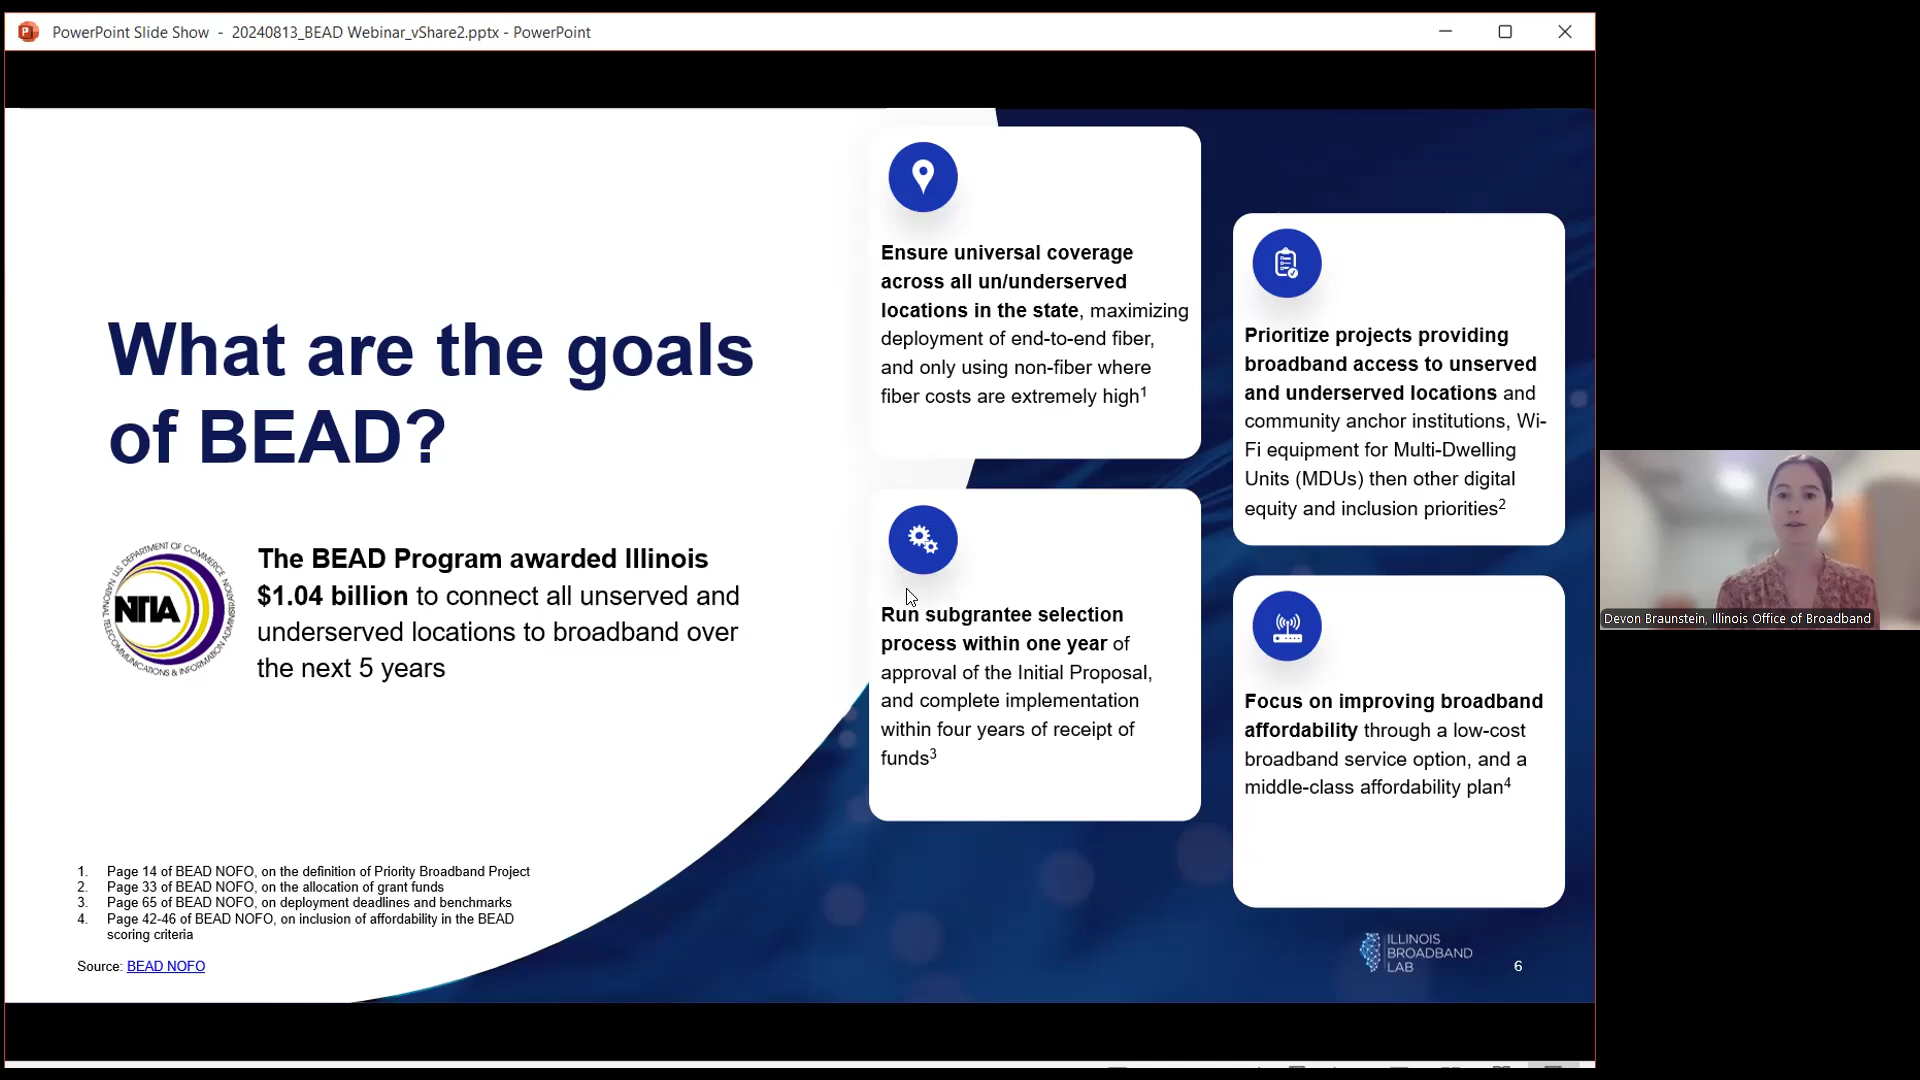 PowerPoint Slide Show - 20240813_BEAD Webinar_vShare2.pptx - PowerPoint
What are the goals
of BEAD?
NATIONAL TELECOMMUNICATIONS & INFORMATION ADMINISTRATION
U.S. DEPARTMENT OF COMMERCE
NTIA
The BEAD Program awarded Illinois
$1.04 billion to connect all unserved and
underserved locations to broadband over
the next 5 years
1. Page 14 of BEAD NOFO, on the definition of Priority Broadband Project
2. Page 33 of BEAD NOFO, on the allocation of grant funds
3. Page 65 of BEAD NOFO, on deployment deadlines and benchmarks
4. Page 42-46 of BEAD NOFO, on inclusion of affordability in the BEAD
scoring criteria
Source: BEAD NOFO
Ensure universal coverage
across all un/underserved
locations in the state, maximizing
deployment of end-to-end fiber,
and only using non-fiber where
fiber costs are extremely high1
Run subgrantee selection
process within one year of
approval of the Initial Proposal,
and complete implementation
within four years of receipt of
funds3
Prioritize projects providing
broadband access to unserved
and underserved locations and
community anchor institutions, Wi-
Fi equipment for Multi-Dwelling
Units (MDUs) then other digital
equity and inclusion priorities2
Focus on improving broadband
affordability through a low-cost
broadband service option, and a
middle-class affordability plan4
ILLINOIS
BROADBAND
LAB
6
Devon Braunstein, Illinois Office of Broadband